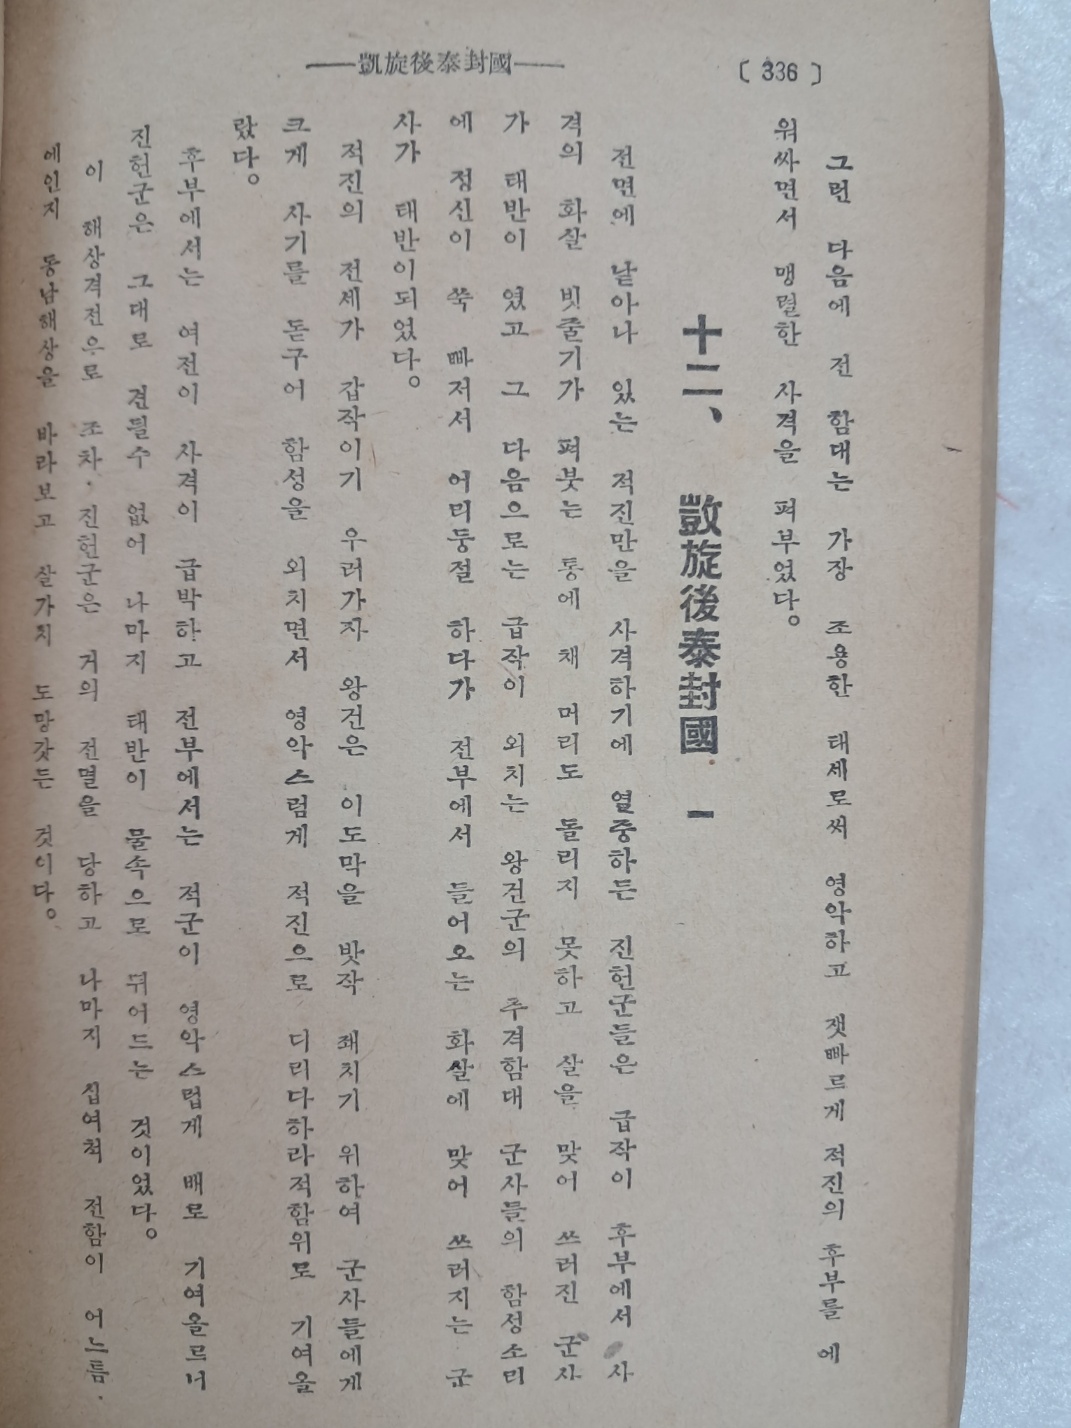 〔 336 〕
——凱旋後泰封國——
그런 다음에 전 함대는 가장 조용한 태세로써 영악하고 잿빠르게 적진의 후부를 에
워싸면서 맹렬한 사격을 퍼부었다。
十二、 凱旋後泰封國 一
전면에 낱아나 있는 적진만을 사격하기에 열중하든 진헌군들은 급작이 후부에서 사
격의 화살 빗줄기가 퍼붓는 통에 채 머리도 돌리지 못하고 살을 맞어 쓰러진 군사
가 태반이 였고 그 다음으로는 급작이 외치는 왕건군의 추격함대 군사들의 함성소리
에 정신이 쑥 빠저서 어리둥절 하다가 전부에서 들어오는 화살에 맞어 쓰러지는 군
사가 태반이되었다。
적진의 전세가 갑작이기 우러가자 왕건은 이도막을 밧작 쾌치기 위하여 군사들에게
크게 사기를 돋구어 함성을 외치면서 영악스럽게 적진으로 디리다하라적함위로 기여올
랐다。
후부에서는 여전이 사격이 급박하고 전부에서는 적군이 영악스럽게 배로 기여올르니
진헌군은 그대로 견딜수 없어 나마지 태반이 물속으로 뛰어드는 것이었다。
이 해상격전으로 조차・진헌군은 거의 전멸을 당하고 나마지 십여척 전함이 어느틈
에인지 동남해상을 바라보고 살가치 도망갓든 것이다。